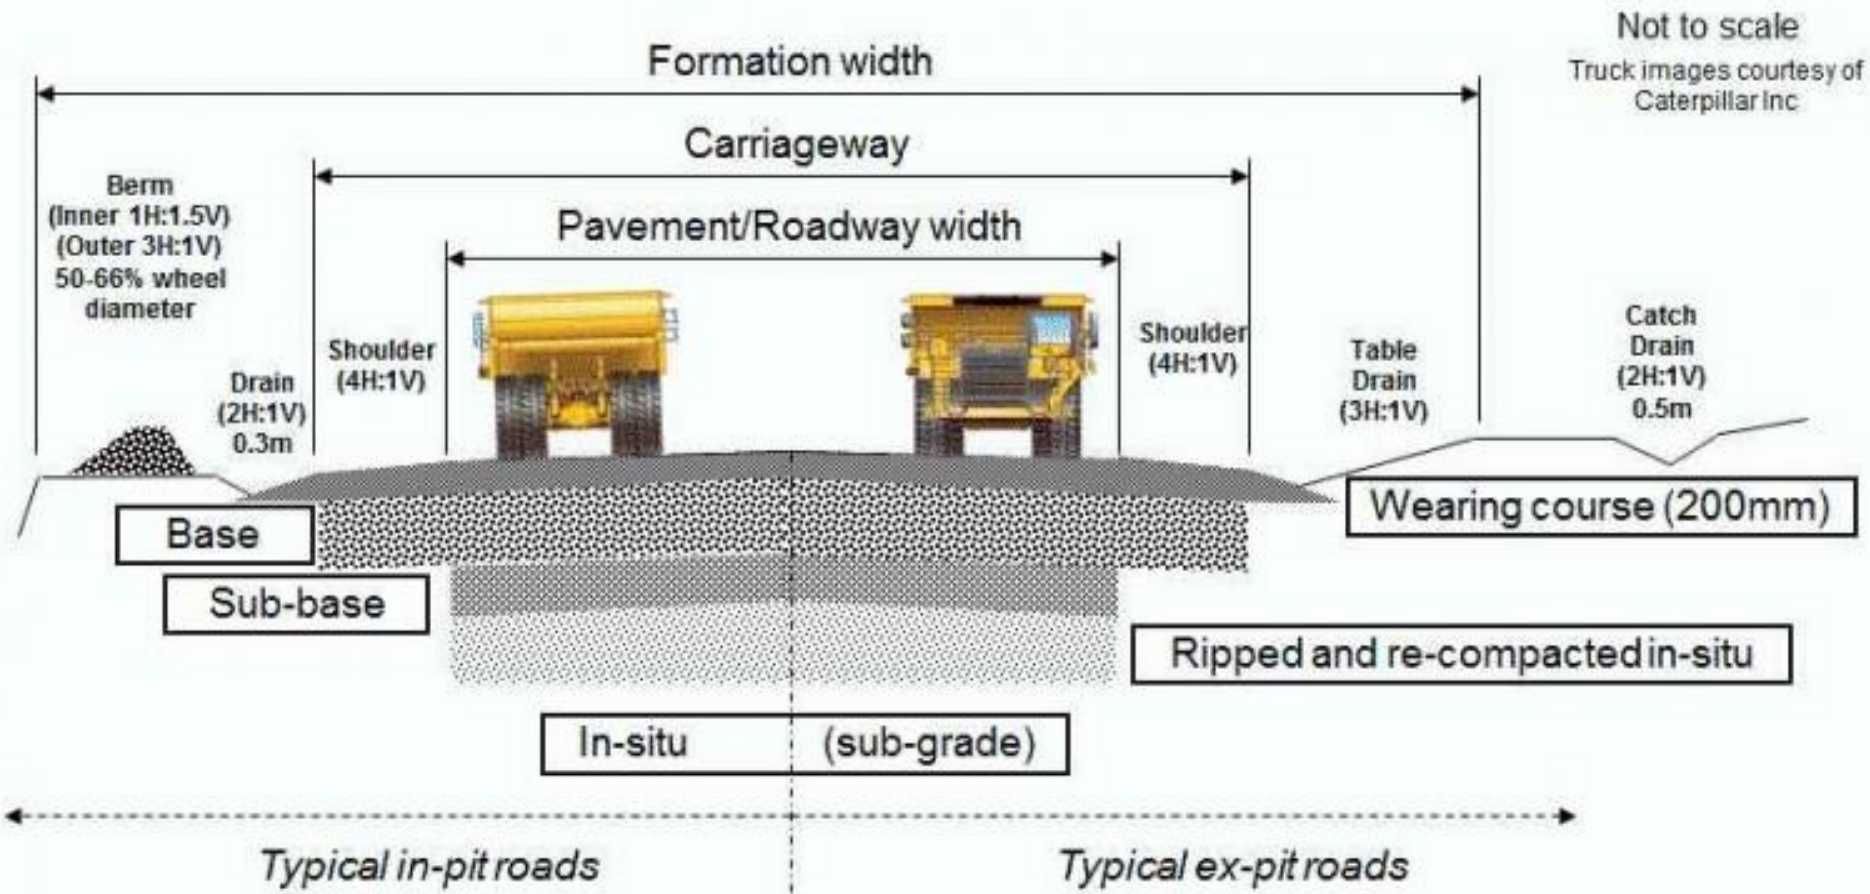 Not to scale
Truck images courtesy of
Caterpillar Inc
Formation width
Carriageway
Pavement/Roadway width
Berm
(Inner 1H:1.5V)
(Outer 3H:1V)
50-66% wheel
diameter
Drain
(2H:1V)
0.3m
Shoulder
(4H:1V)
Shoulder
(4H:1V)
Table
Drain
(3H:1V)
Catch
Drain
(2H:1V)
0.5m
Base
Wearing course (200mm)
Sub-base
Ripped and re-compacted in-situ
In-situ (sub-grade)
Typical in-pit roads
Typical ex-pit roads